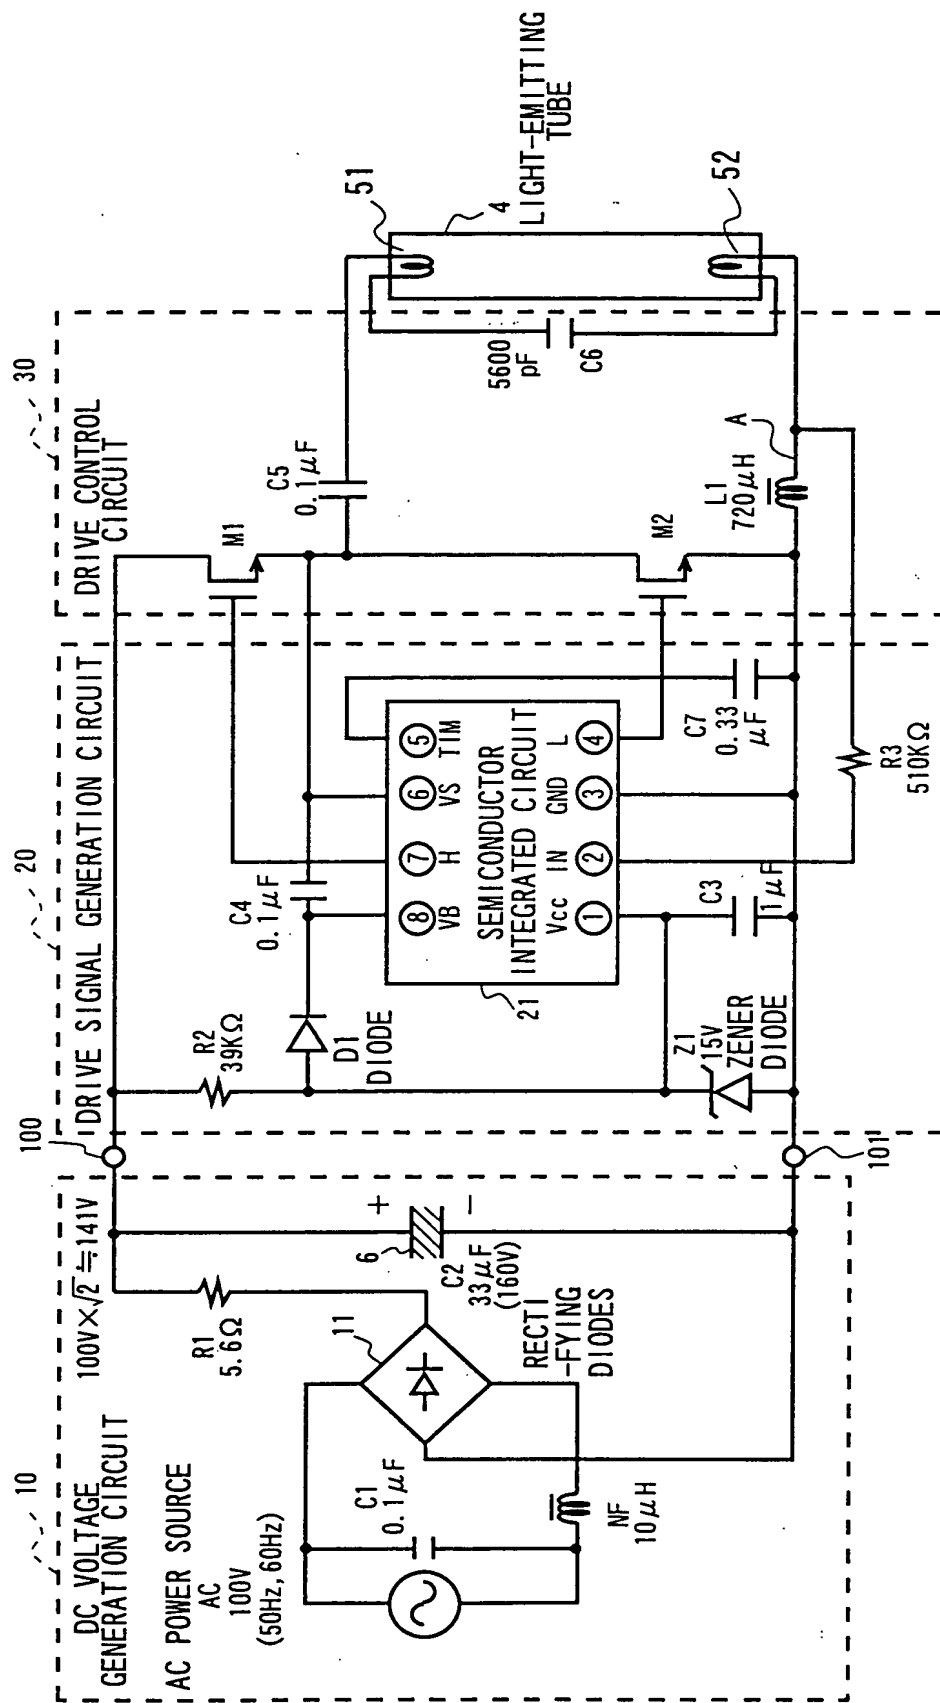 10
DC VOLTAGE
GENERATION CIRCUIT
100V×√2≒141V
AC POWER SOURCE
AC
100V
(50Hz, 60Hz)
C1
0.1μF
NF
10μH
R1
5.6Ω
11
RECTI
-FYING
DIODES
6
+
−
C2
33μF
(160V)
100
101
20
DRIVE SIGNAL GENERATION CIRCUIT
R2
39KΩ
D1
DIODE
Z1
15V
ZENER
DIODE
C4
0.1μF
21
8
7
6
5
VB
H
VS
TIM
SEMICONDUCTOR
INTEGRATED CIRCUIT
Vcc
IN
GND
L
1
2
3
4
C3
1μF
C7
0.33
μF
R3
510KΩ
30
DRIVE CONTROL
CIRCUIT
M1
M2
C5
0.1μF
L1
720μH
A
5600
pF
C6
51
4
52
LIGHT-EMITTING
TUBE